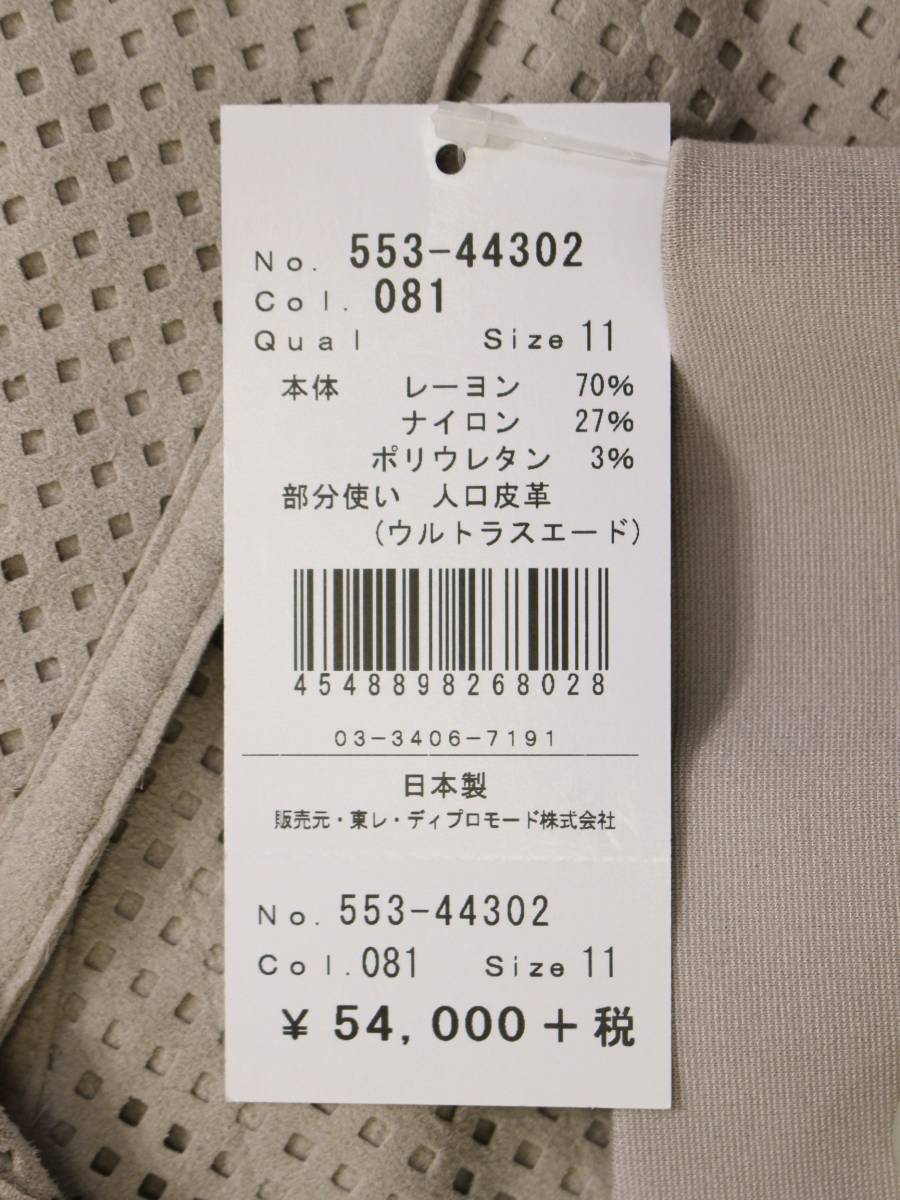 No. 553-44302
Col. 081
Qual Size 11
本体 レーヨン 70%
ナイロン 27%
ポリウレタン 3%
部分使い 人口皮革
(ウルトラスエード)
4548898268028
03-3406-7191
日本製
販売元・東レ・ディプロモード株式会社
No. 553-44302
Col. 081 Size 11
¥ 54,000+税